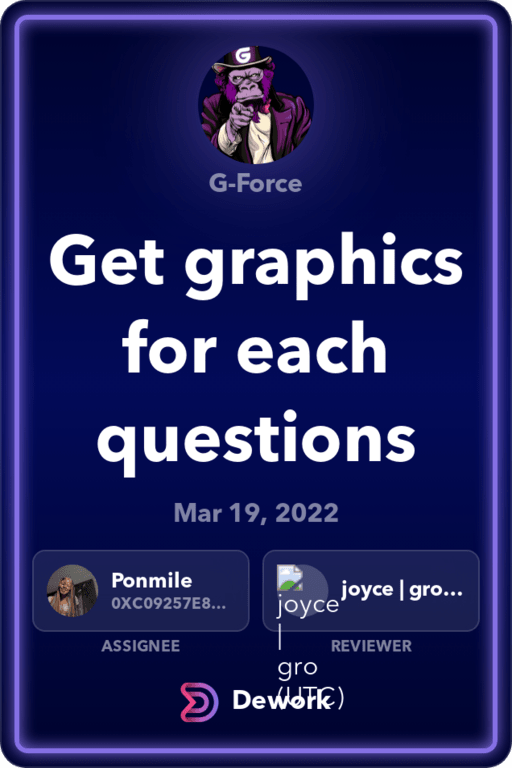 G
G-Force
Get graphics
for each
questions
Mar 19, 2022
Ponmile
0XC09257E8...
ASSIGNEE
joyce | gro...
joyce
|
gro
(UTC)
REVIEWER
Dework